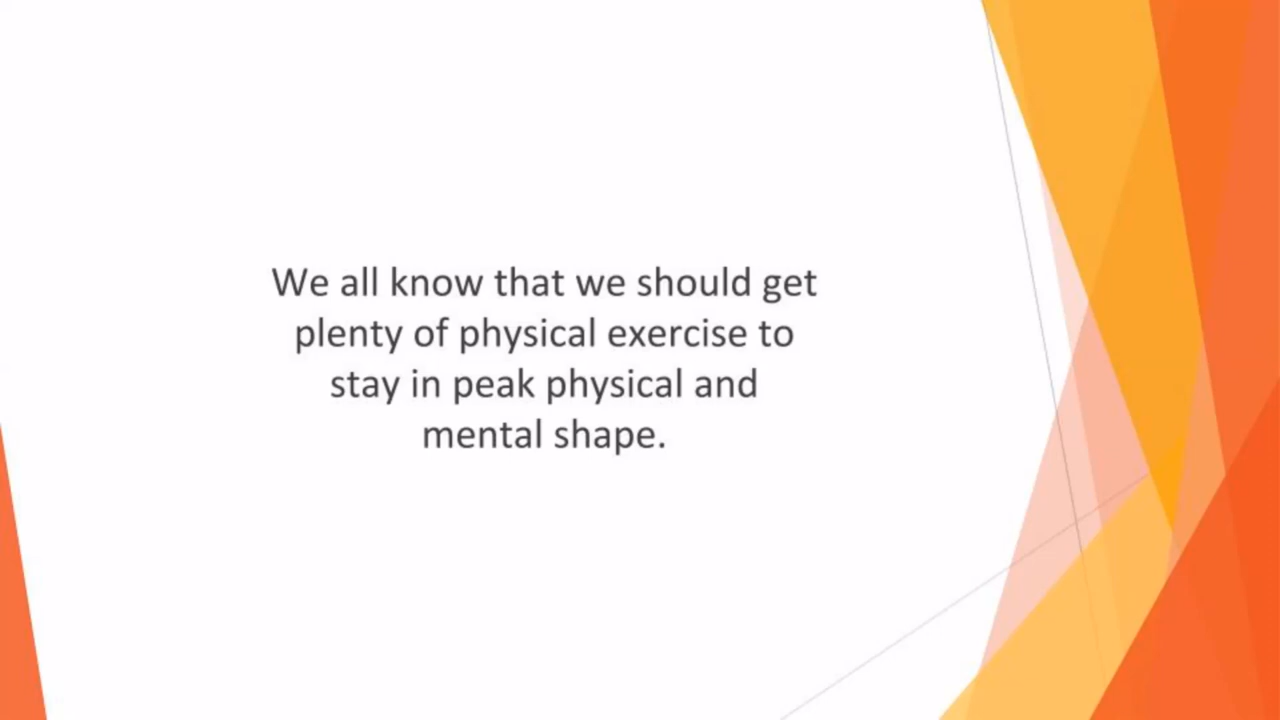 We all know that we should get
plenty of physical exercise to
stay in peak physical and
mental shape.